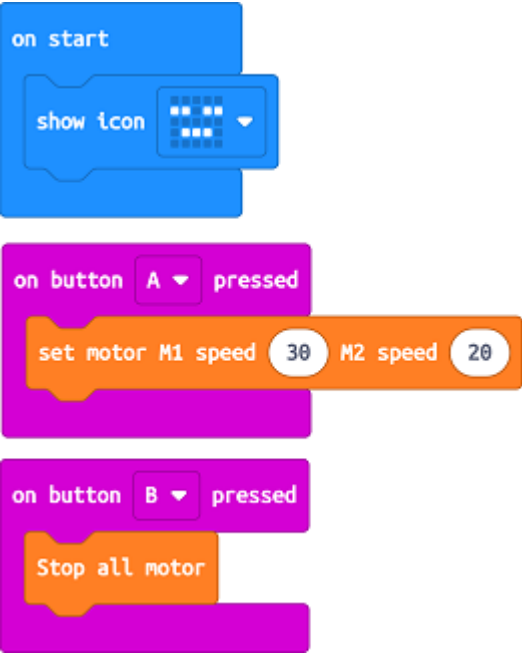 on start
show icon
on button A pressed
set motor M1 speed 30 M2 speed 20
on button B pressed
Stop all motor